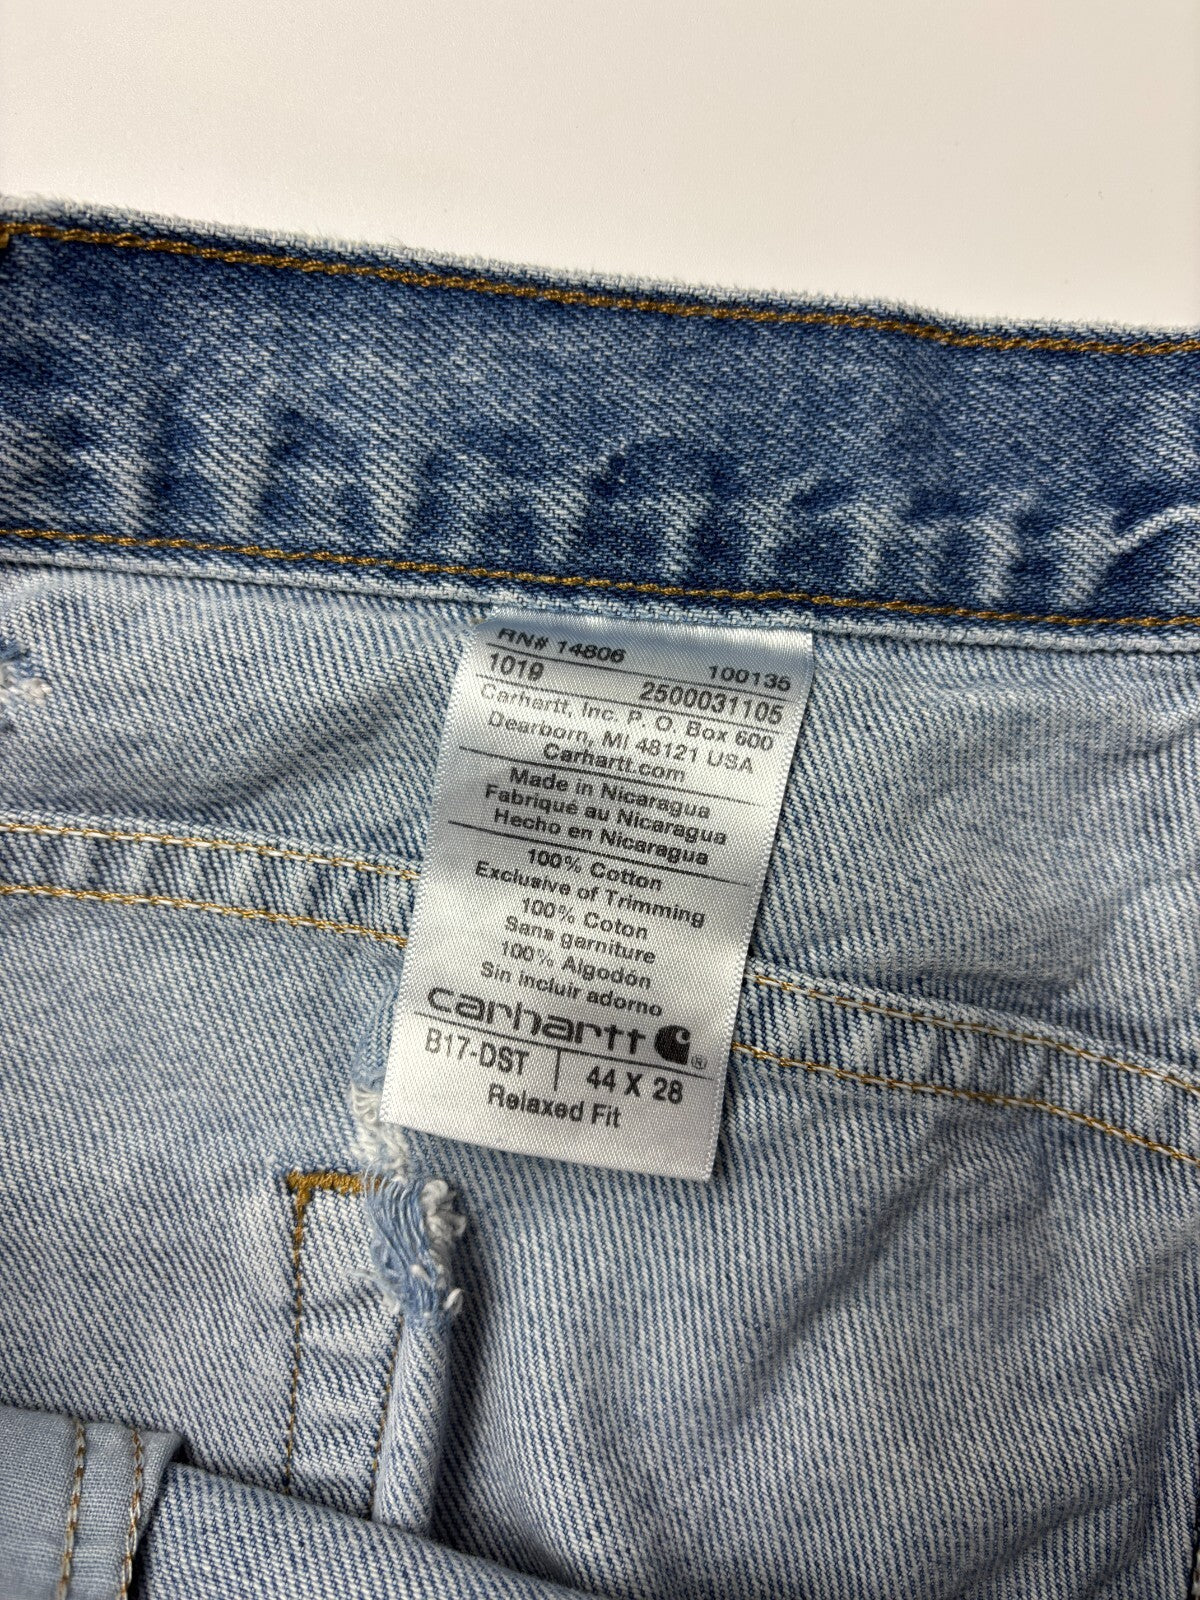 RN# 14806 100135
1019 2500031105
Carhartt, Inc. P. O. Box 600
Dearborn, MI 48121 USA
Carhartt.com
Made in Nicaragua
Fabriqué au Nicaragua
Hecho en Nicaragua
100% Cotton
Exclusive of Trimming
100% Coton
Sans garniture
100% Algodón
Sin incluir adorno
carhartt ®
B17-DST 44 X 28
Relaxed Fit